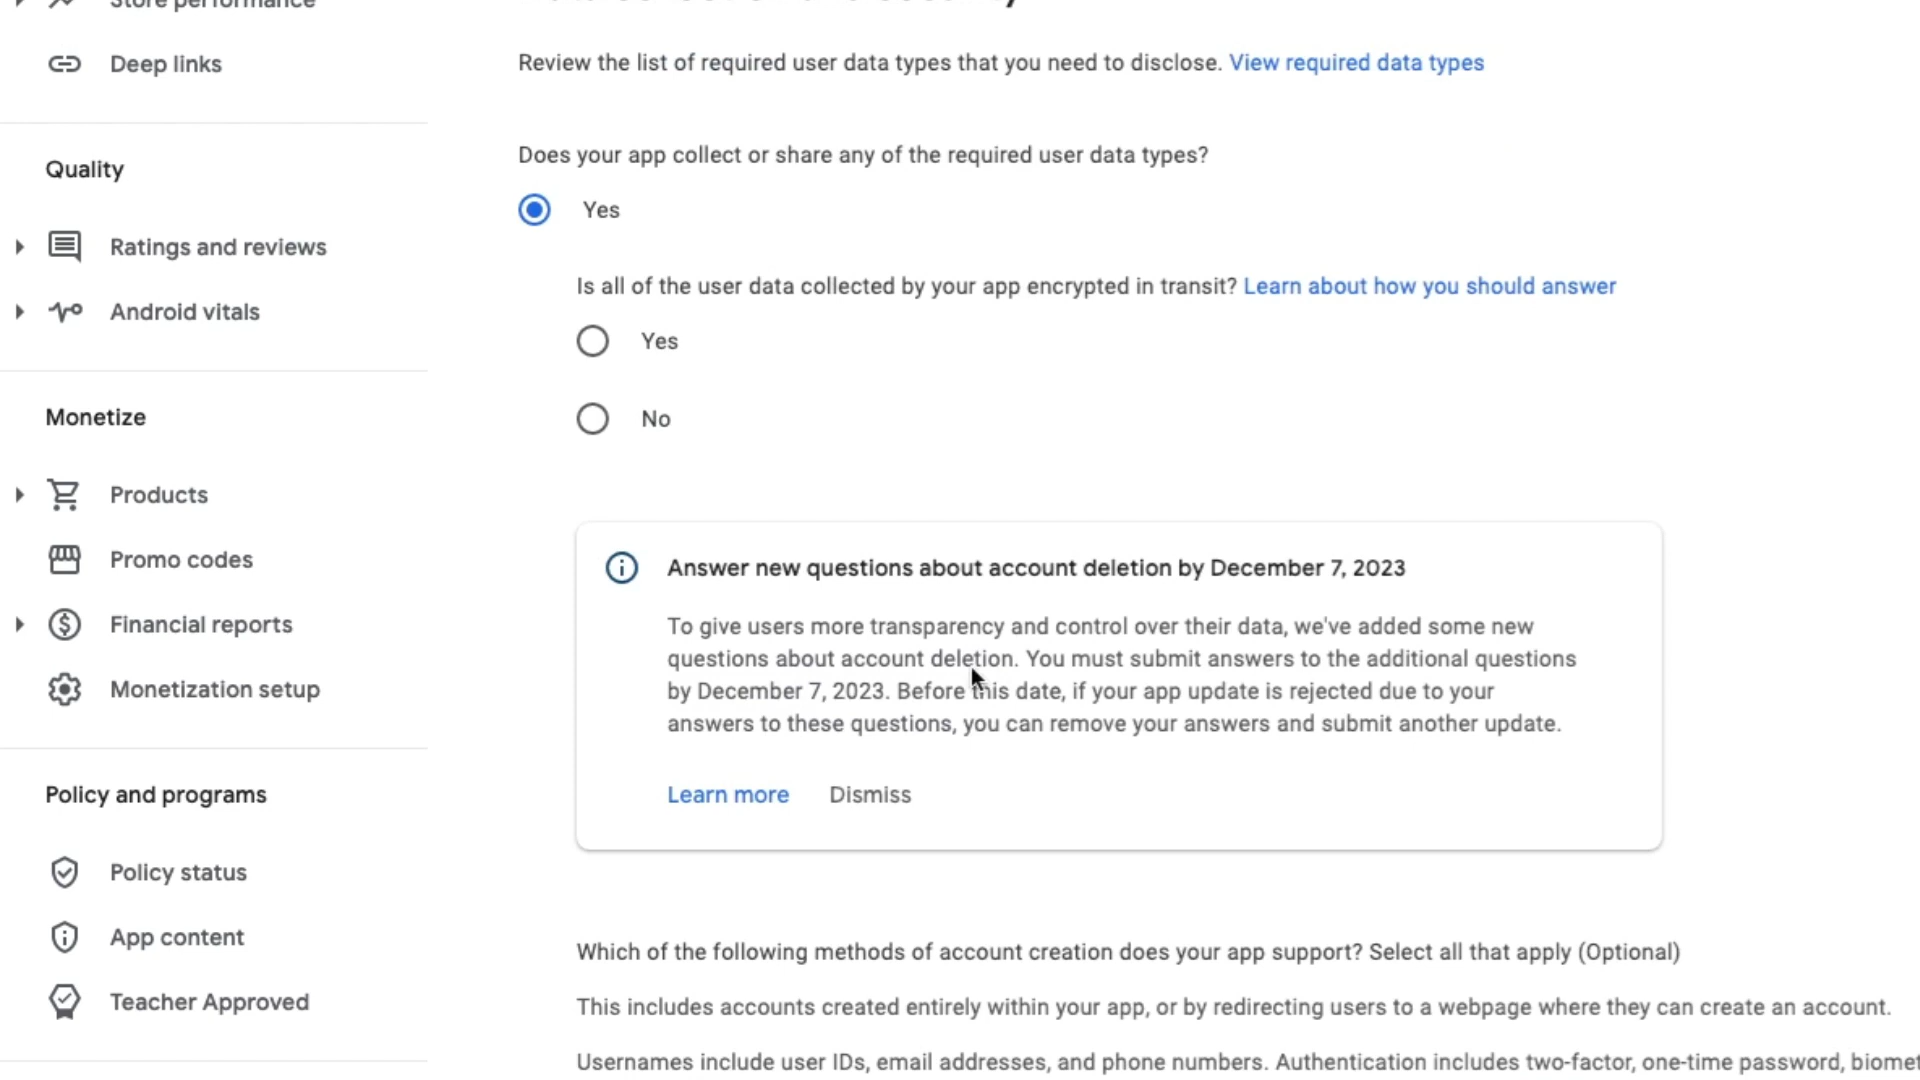 Store performance
Deep links
Quality
Ratings and reviews
Android vitals
Monetize
Products
Promo codes
Financial reports
Monetization setup
Policy and programs
Policy status
App content
Teacher Approved
Review the list of required user data types that you need to disclose. View required data types
Does your app collect or share any of the required user data types?
Yes
Is all of the user data collected by your app encrypted in transit? Learn about how you should answer
Yes
No
Answer new questions about account deletion by December 7, 2023
To give users more transparency and control over their data, we've added some new
questions about account deletion. You must submit answers to the additional questions
by December 7, 2023. Before this date, if your app update is rejected due to your
answers to these questions, you can remove your answers and submit another update.
Learn more Dismiss
Which of the following methods of account creation does your app support? Select all that apply (Optional)
This includes accounts created entirely within your app, or by redirecting users to a webpage where they can create an account.
Usernames include user IDs, email addresses, and phone numbers. Authentication includes two-factor, one-time password, biomet